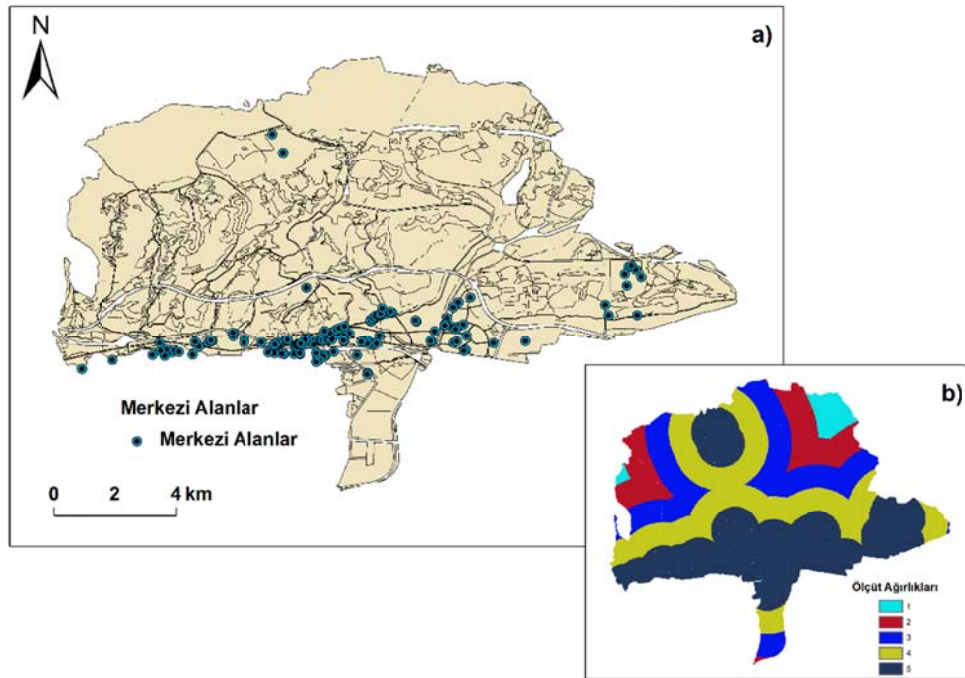 N
a)
Merkezi Alanlar
Merkezi Alanlar
0 2 4 km
b)
Ölçüt Ağırlıkları
1
2
3
4
5